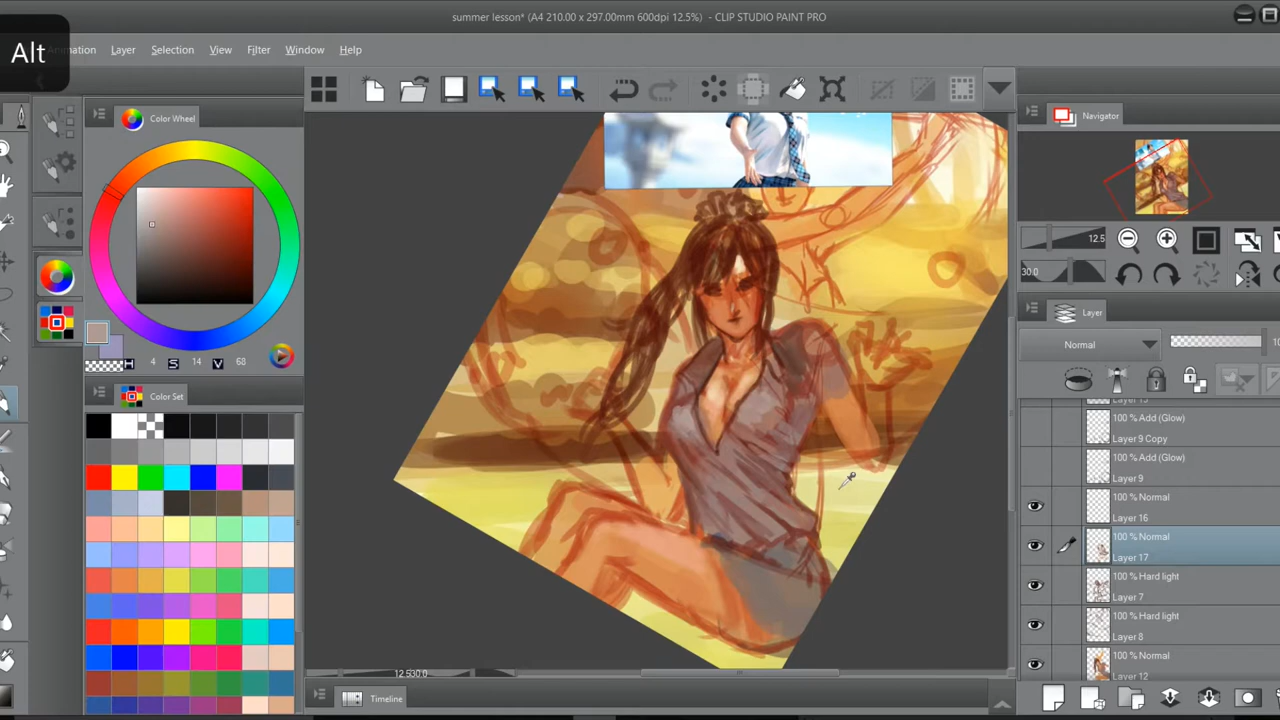 summer lesson* (A4 210.00 x 297.00mm 600dpi 12.5%) - CLIP STUDIO PAINT PRO
Alt
Animation Layer Selection View Filter Window Help
Color Wheel
Navigator
12.5
30.0
Layer
Normal
H 4 S 14 V 68
Color Set
100 % Add (Glow)
Layer 9 Copy
100 % Add (Glow)
Layer 9
100 % Normal
Layer 16
100 % Normal
Layer 17
100 % Hard light
Layer 7
100 % Hard light
Layer 8
100 % Normal
Layer 12
12.530.0
Timeline